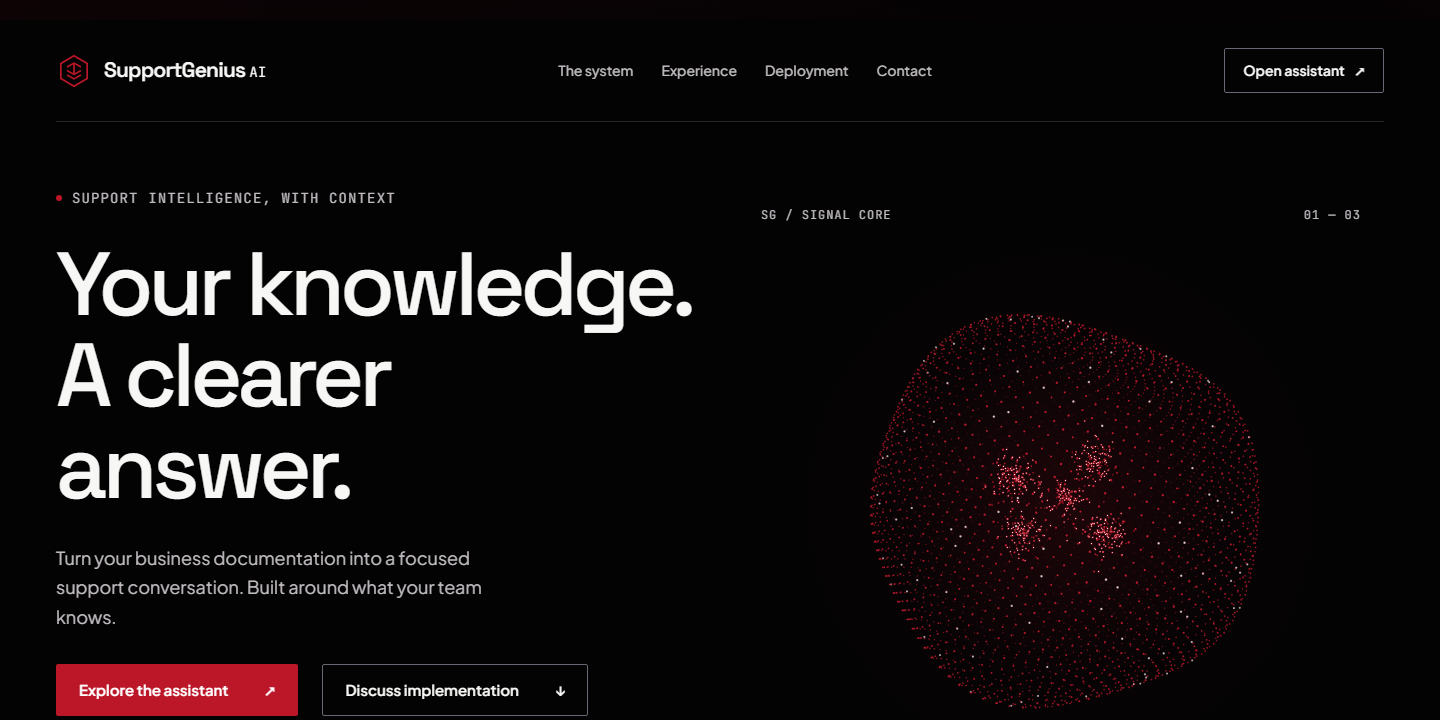 SupportGenius AI
The system
Experience
Deployment
Contact
Open assistant ↗
SUPPORT INTELLIGENCE, WITH CONTEXT
Your knowledge.
A clearer
answer.
Turn your business documentation into a focused
support conversation. Built around what your team
knows.
Explore the assistant ↗
Discuss implementation ↓
SG / SIGNAL CORE
01 — 03